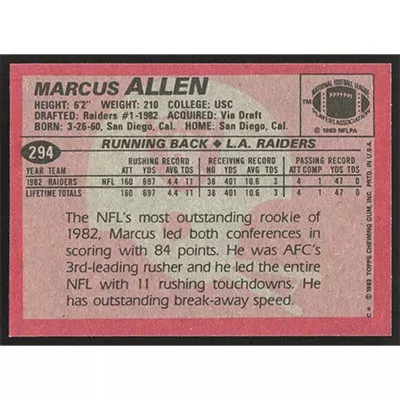 MARCUS ALLEN
HEIGHT: 6'2" WEIGHT: 210 COLLEGE: USC
DRAFTED: Raiders #1-1982 ACQUIRED: Via Draft
BORN: 3-26-60, San Diego, Cal. HOME: San Diego, Cal.
NATIONAL FOOTBALL LEAGUE
PLAYERS ASSOCIATION
TM
© 1983 NFLPA
294
RUNNING BACK ◆ L.A. RAIDERS
RUSHING RECORD RECEIVING RECORD PASSING RECORD
YEAR TEAM ATT YDS AVG TDS NO YDS AVG TDS ATT COMP YDS TDS
1982 RAIDERS NFL 160 697 4.4 11 38 401 10.6 3 4 1 47 0
LIFETIME TOTALS 160 697 4.4 11 38 401 10.6 3 4 1 47 0
The NFL's most outstanding rookie of
1982, Marcus led both conferences in
scoring with 84 points. He was AFC's
3rd-leading rusher and he led the entire
NFL with 11 rushing touchdowns. He
has outstanding break-away speed.
© 1983 TOPPS CHEWING GUM, INC. PRTD. IN U.S.A.